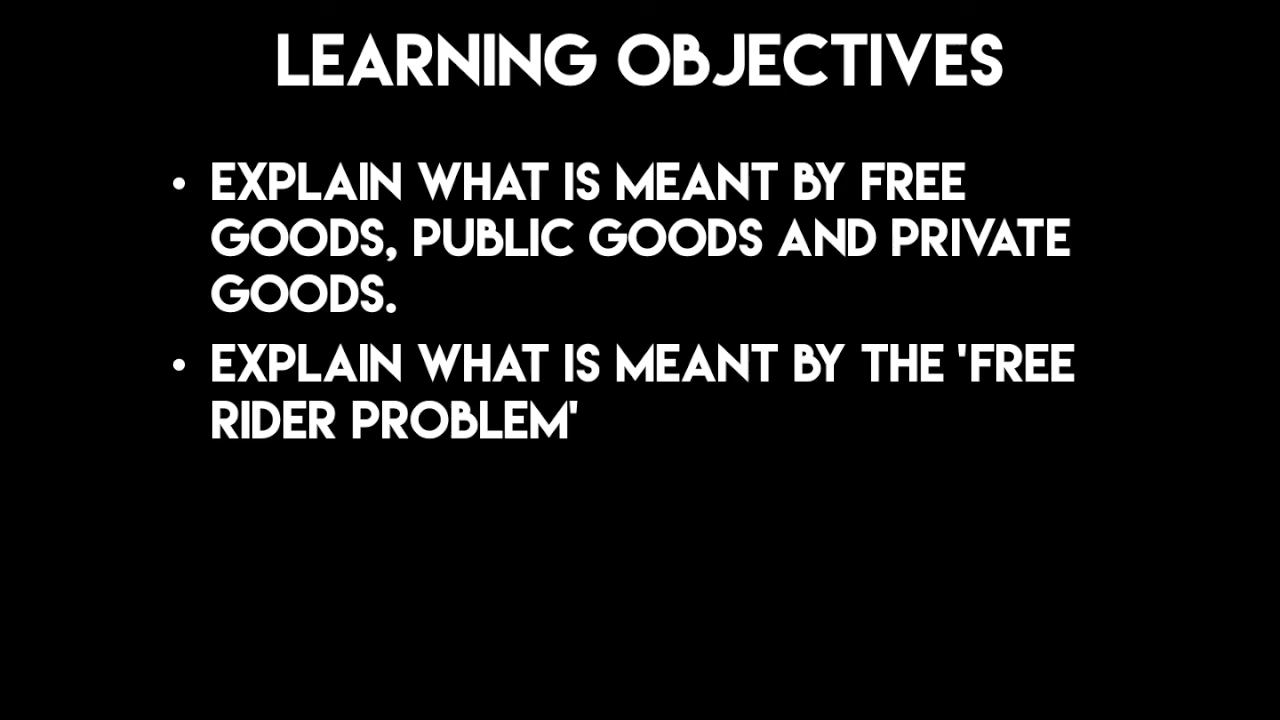 LEARNING OBJECTIVES
• EXPLAIN WHAT IS MEANT BY FREE
GOODS, PUBLIC GOODS AND PRIVATE
GOODS.
• EXPLAIN WHAT IS MEANT BY THE 'FREE
RIDER PROBLEM'